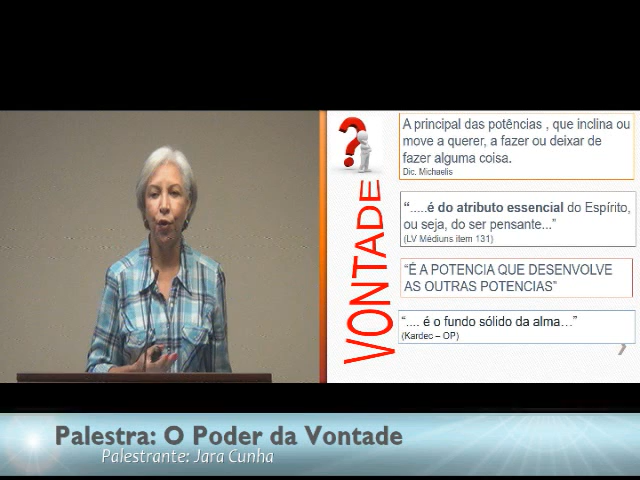 A principal das potências , que inclina ou
move a querer, a fazer ou deixar de
fazer alguma coisa.
Dic. Michaelis
VONTADE
“.....é do atributo essencial do Espírito,
ou seja, do ser pensante...”
(LV Médiuns item 131)
“É A POTENCIA QUE DESENVOLVE
AS OUTRAS POTENCIAS”
“.... é o fundo sólido da alma…”
(Kardec – OP)
Palestra: O Poder da Vontade
Palestrante: Jara Cunha